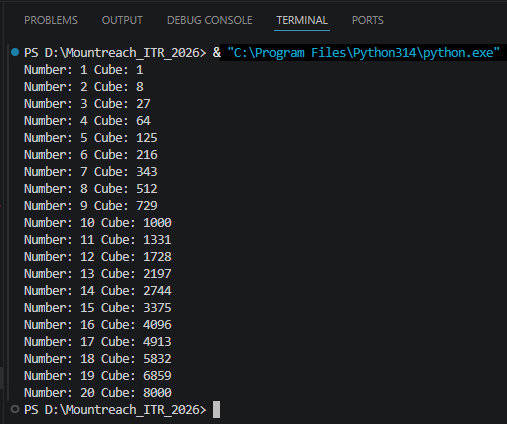 PROBLEMS OUTPUT DEBUG CONSOLE TERMINAL PORTS
PS D:\Mountreach_ITR_2026> & "C:\Program Files\Python314\python.exe"
Number: 1 Cube: 1
Number: 2 Cube: 8
Number: 3 Cube: 27
Number: 4 Cube: 64
Number: 5 Cube: 125
Number: 6 Cube: 216
Number: 7 Cube: 343
Number: 8 Cube: 512
Number: 9 Cube: 729
Number: 10 Cube: 1000
Number: 11 Cube: 1331
Number: 12 Cube: 1728
Number: 13 Cube: 2197
Number: 14 Cube: 2744
Number: 15 Cube: 3375
Number: 16 Cube: 4096
Number: 17 Cube: 4913
Number: 18 Cube: 5832
Number: 19 Cube: 6859
Number: 20 Cube: 8000
PS D:\Mountreach_ITR_2026>